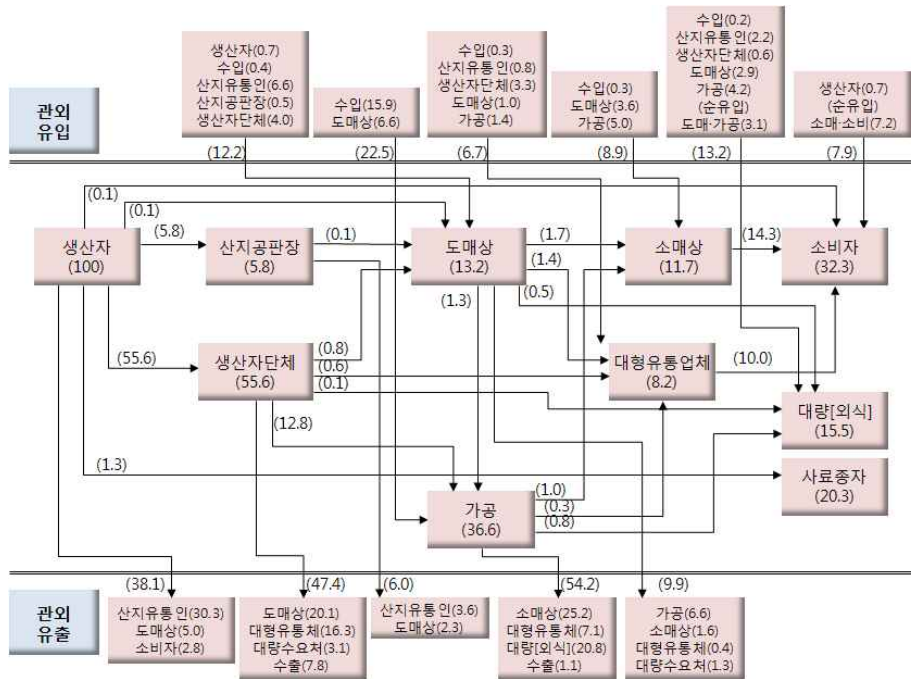 생산자(0.7)
수입(0.4)
산지유통인(6.6)
산지공판장(0.5)
생산자단체(4.0)
수입(15.9)
도매상(6.6)
수입(0.3)
산지유통인(0.8)
생산자단체(3.3)
도매상(1.0)
가공(1.4)
수입(0.3)
도매상(3.6)
가공(5.0)
수입(0.2)
산지유통인(2.2)
생산자단체(0.6)
도매상(2.9)
가공(4.2)
(순유입)
도매·가공(3.1)
생산자(0.7)
(순유입)
소매·소비(7.2)
관외
유입
(12.2)
(22.5)
(6.7)
(8.9)
(13.2)
(7.9)
(0.1)
(0.1)
생산자
(100)
(5.8)
산지공판장
(5.8)
(0.1)
도매상
(13.2)
(1.7)
(1.4)
소매상
(11.7)
(14.3)
소비자
(32.3)
(1.3)
(0.5)
(55.6)
생산자단체
(55.6)
(0.8)
(0.6)
(0.1)
대형유통업체
(8.2)
(10.0)
대량[외식]
(15.5)
(12.8)
(1.3)
사료종자
(20.3)
가공
(36.6)
(1.0)
(0.3)
(0.8)
관외
유출
(38.1)
(47.4)
(6.0)
(54.2)
(9.9)
산지유통인(30.3)
도매상(5.0)
소비자(2.8)
도매상(20.1)
대형유통체(16.3)
대량수요처(3.1)
수출(7.8)
산지유통인(3.6)
도매상(2.3)
소매상(25.2)
대형유통체(7.1)
대량[외식](20.8)
수출(1.1)
가공(6.6)
소매상(1.6)
대형유통체(0.4)
대량수요처(1.3)